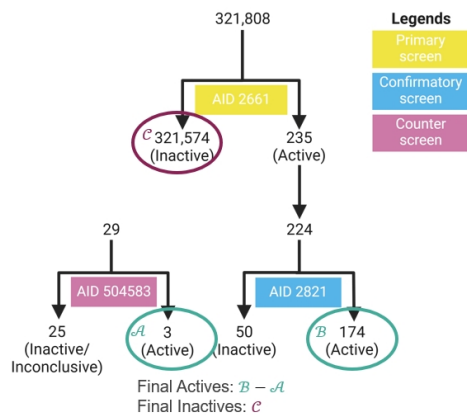 321,808
Legends
Primary
screen
Confirmatory
screen
Counter
screen
AID 2661
𝒞 321,574
(Inactive)
235
(Active)
29
224
AID 504583
AID 2821
25
(Inactive/
Inconclusive)
𝒜 3
(Active)
50
(Inactive)
ℬ 174
(Active)
Final Actives: ℬ − 𝒜
Final Inactives: 𝒞